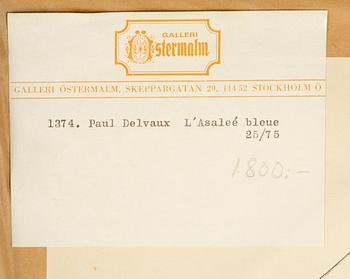 GALLERI
Östermalm
GALLERI ÖSTERMALM, SKEPPARGATAN 29, 114 52 STOCKHOLM Ö
1374. Paul Delvaux L´Asaleé bleue
25/75
1800:-